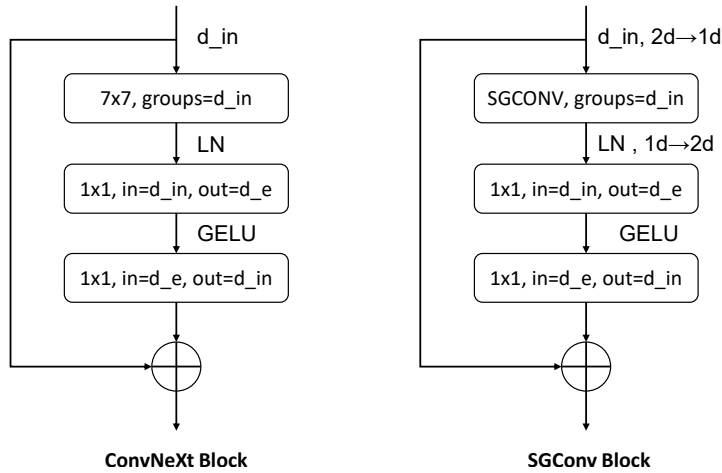 d_in
7x7, groups=d_in
LN
1x1, in=d_in, out=d_e
GELU
1x1, in=d_e, out=d_in
ConvNeXt Block
d_in, 2d→1d
SGCONV, groups=d_in
LN , 1d→2d
1x1, in=d_in, out=d_e
GELU
1x1, in=d_e, out=d_in
SGConv Block